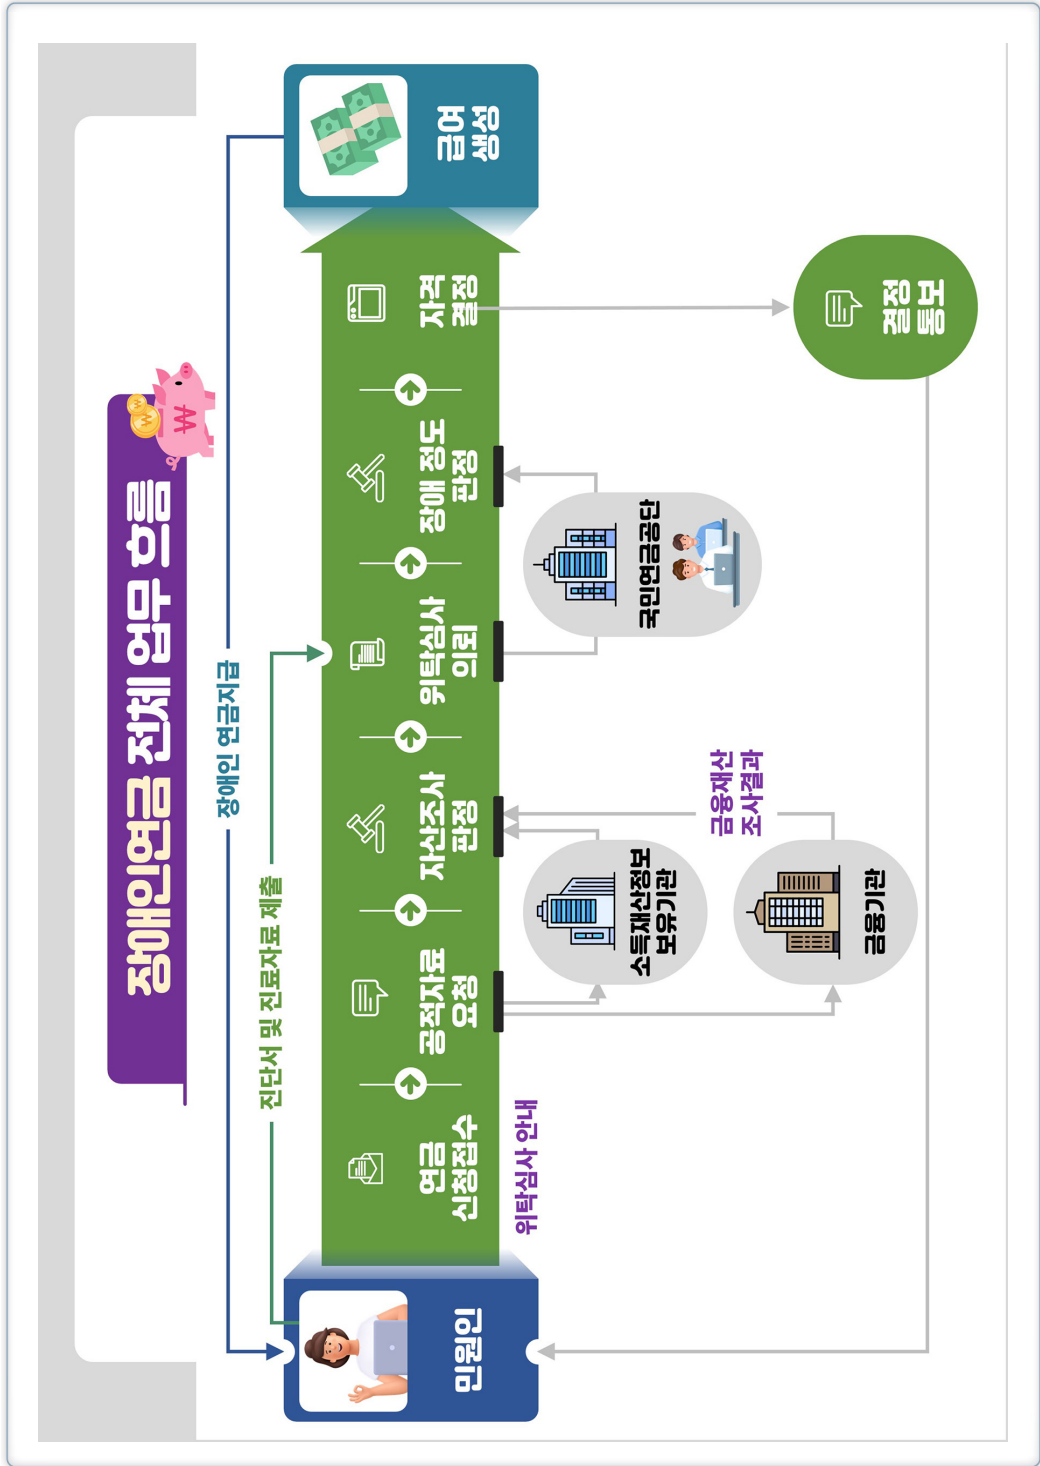 장애인연금 전체 업무 흐름
장애인 연금지급
진단서 및 진료자료 제출
민원인
연금
신청접수
공적자료
요청
자산조사
판정
위탁심사
의뢰
장애 정도
판정
자격
결정
급여
생성
위탁심사 안내
소득재산정보
보유기관
국민연금공단
금융재산
조사결과
금융기관
결정
통보